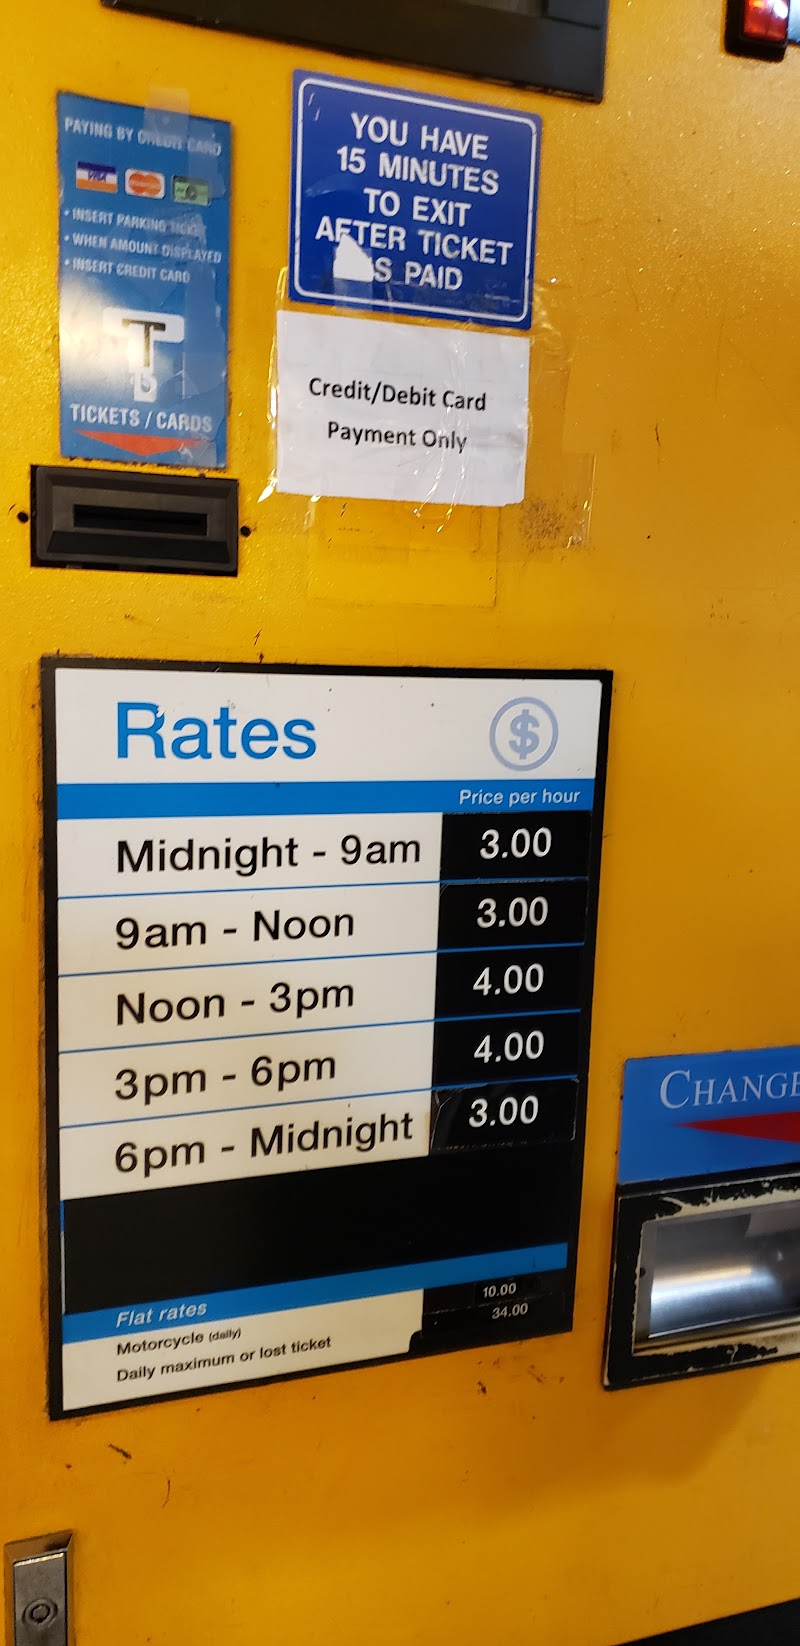 PAYING BY CREDIT CARD
VISA
• INSERT PARKING TICKET
• WHEN AMOUNT DISPLAYED
• INSERT CREDIT CARD
T
TICKETS / CARDS
YOU HAVE
15 MINUTES
TO EXIT
AFTER TICKET
S PAID
Credit/Debit Card
Payment Only
Rates $
Price per hour
Midnight - 9am 3.00
9am - Noon 3.00
Noon - 3pm 4.00
3pm - 6pm 4.00
6pm - Midnight 3.00
Flat rates
Motorcycle (daily) 10.00
Daily maximum or lost ticket 34.00
CHANGE